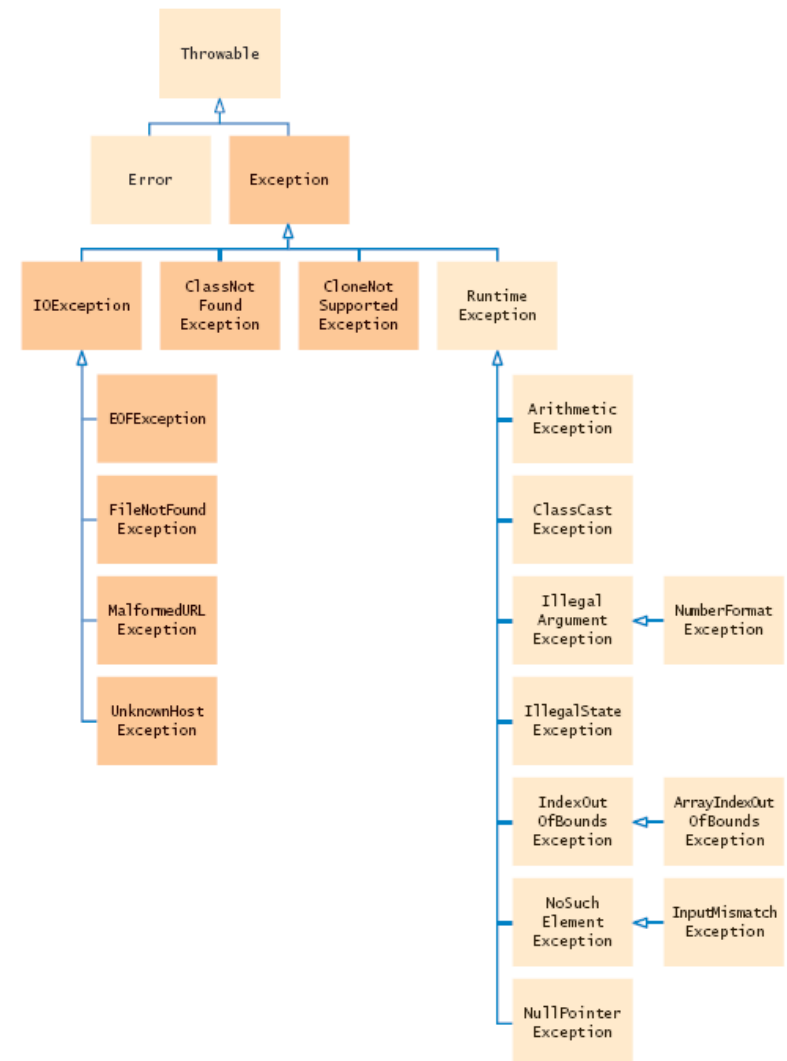 Throwable
Error
Exception
IOException
ClassNot
Found
Exception
CloneNot
Supported
Exception
Runtime
Exception
EOFException
FileNotFound
Exception
MalformedURL
Exception
UnknownHost
Exception
Arithmetic
Exception
ClassCast
Exception
Illegal
Argument
Exception
NumberFormat
Exception
IllegalState
Exception
IndexOut
OfBounds
Exception
ArrayIndexOut
OfBounds
Exception
NoSuch
Element
Exception
InputMismatch
Exception
NullPointer
Exception